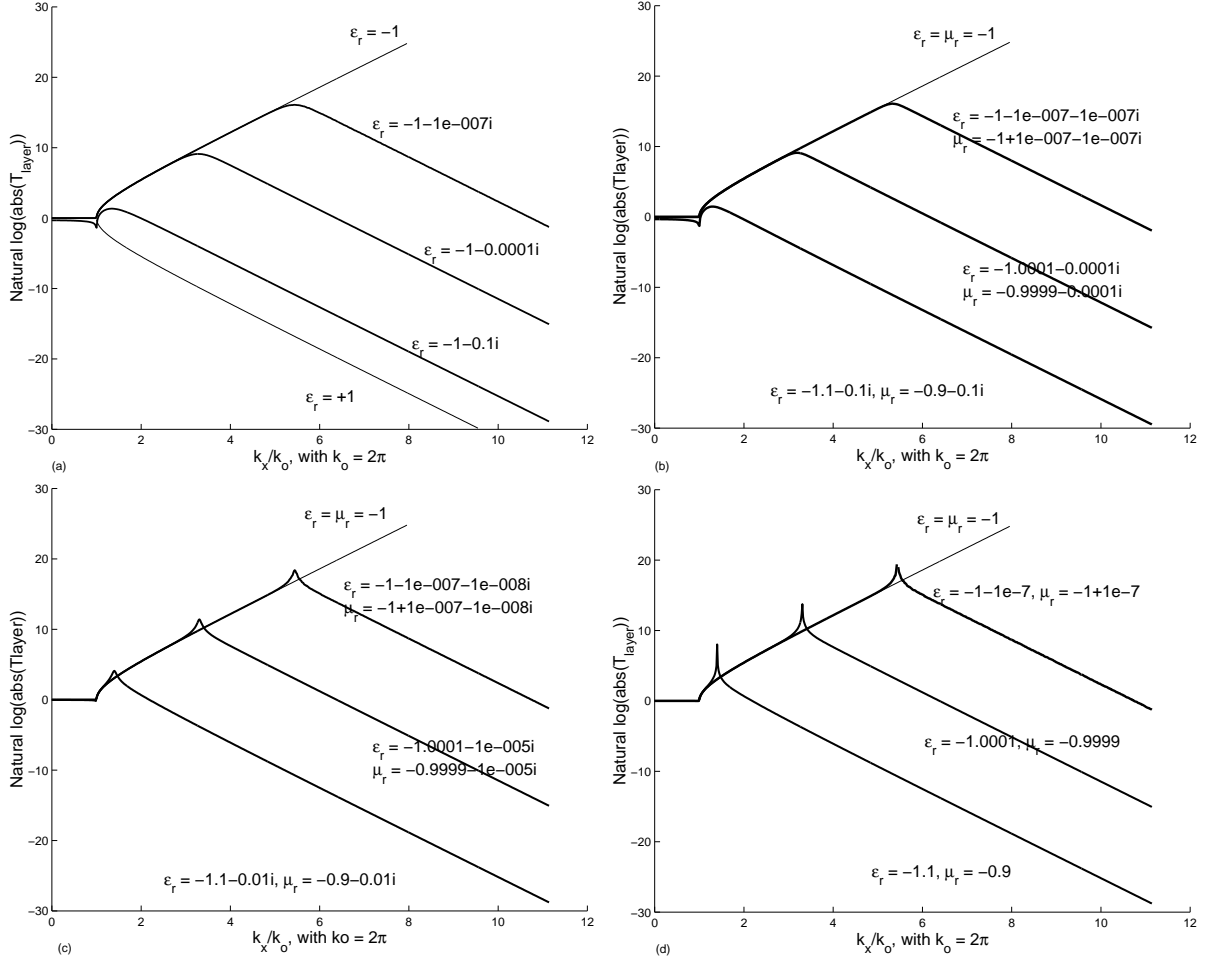 30
20
10
0
−10
−20
−30
0 2 4 6 8 10 12
Natural log(abs(T_layer))
k_x/k_o, with k_o = 2π
(a)
ε_r = −1
ε_r = −1−1e−007i
ε_r = −1−0.0001i
ε_r = −1−0.1i
ε_r = +1
30
20
10
0
−10
−20
−30
0 2 4 6 8 10 12
Natural log(abs(Tlayer))
k_x/k_o, with k_o = 2π
(b)
ε_r = μ_r = −1
ε_r = −1−1e−007−1e−007i
μ_r = −1+1e−007−1e−007i
ε_r = −1.0001−0.0001i
μ_r = −0.9999−0.0001i
ε_r = −1.1−0.1i, μ_r = −0.9−0.1i
30
20
10
0
−10
−20
−30
0 2 4 6 8 10 12
Natural log(abs(Tlayer))
k_x/k_o, with ko = 2π
(c)
ε_r = μ_r = −1
ε_r = −1−1e−007−1e−008i
μ_r = −1+1e−007−1e−008i
ε_r = −1.0001−1e−005i
μ_r = −0.9999−1e−005i
ε_r = −1.1−0.01i, μ_r = −0.9−0.01i
30
20
10
0
−10
−20
−30
0 2 4 6 8 10 12
Natural log(abs(T_layer))
k_x/k_o, with k_o = 2π
(d)
ε_r = μ_r = −1
ε_r = −1−1e−7, μ_r = −1+1e−7
ε_r = −1.0001, μ_r = −0.9999
ε_r = −1.1, μ_r = −0.9